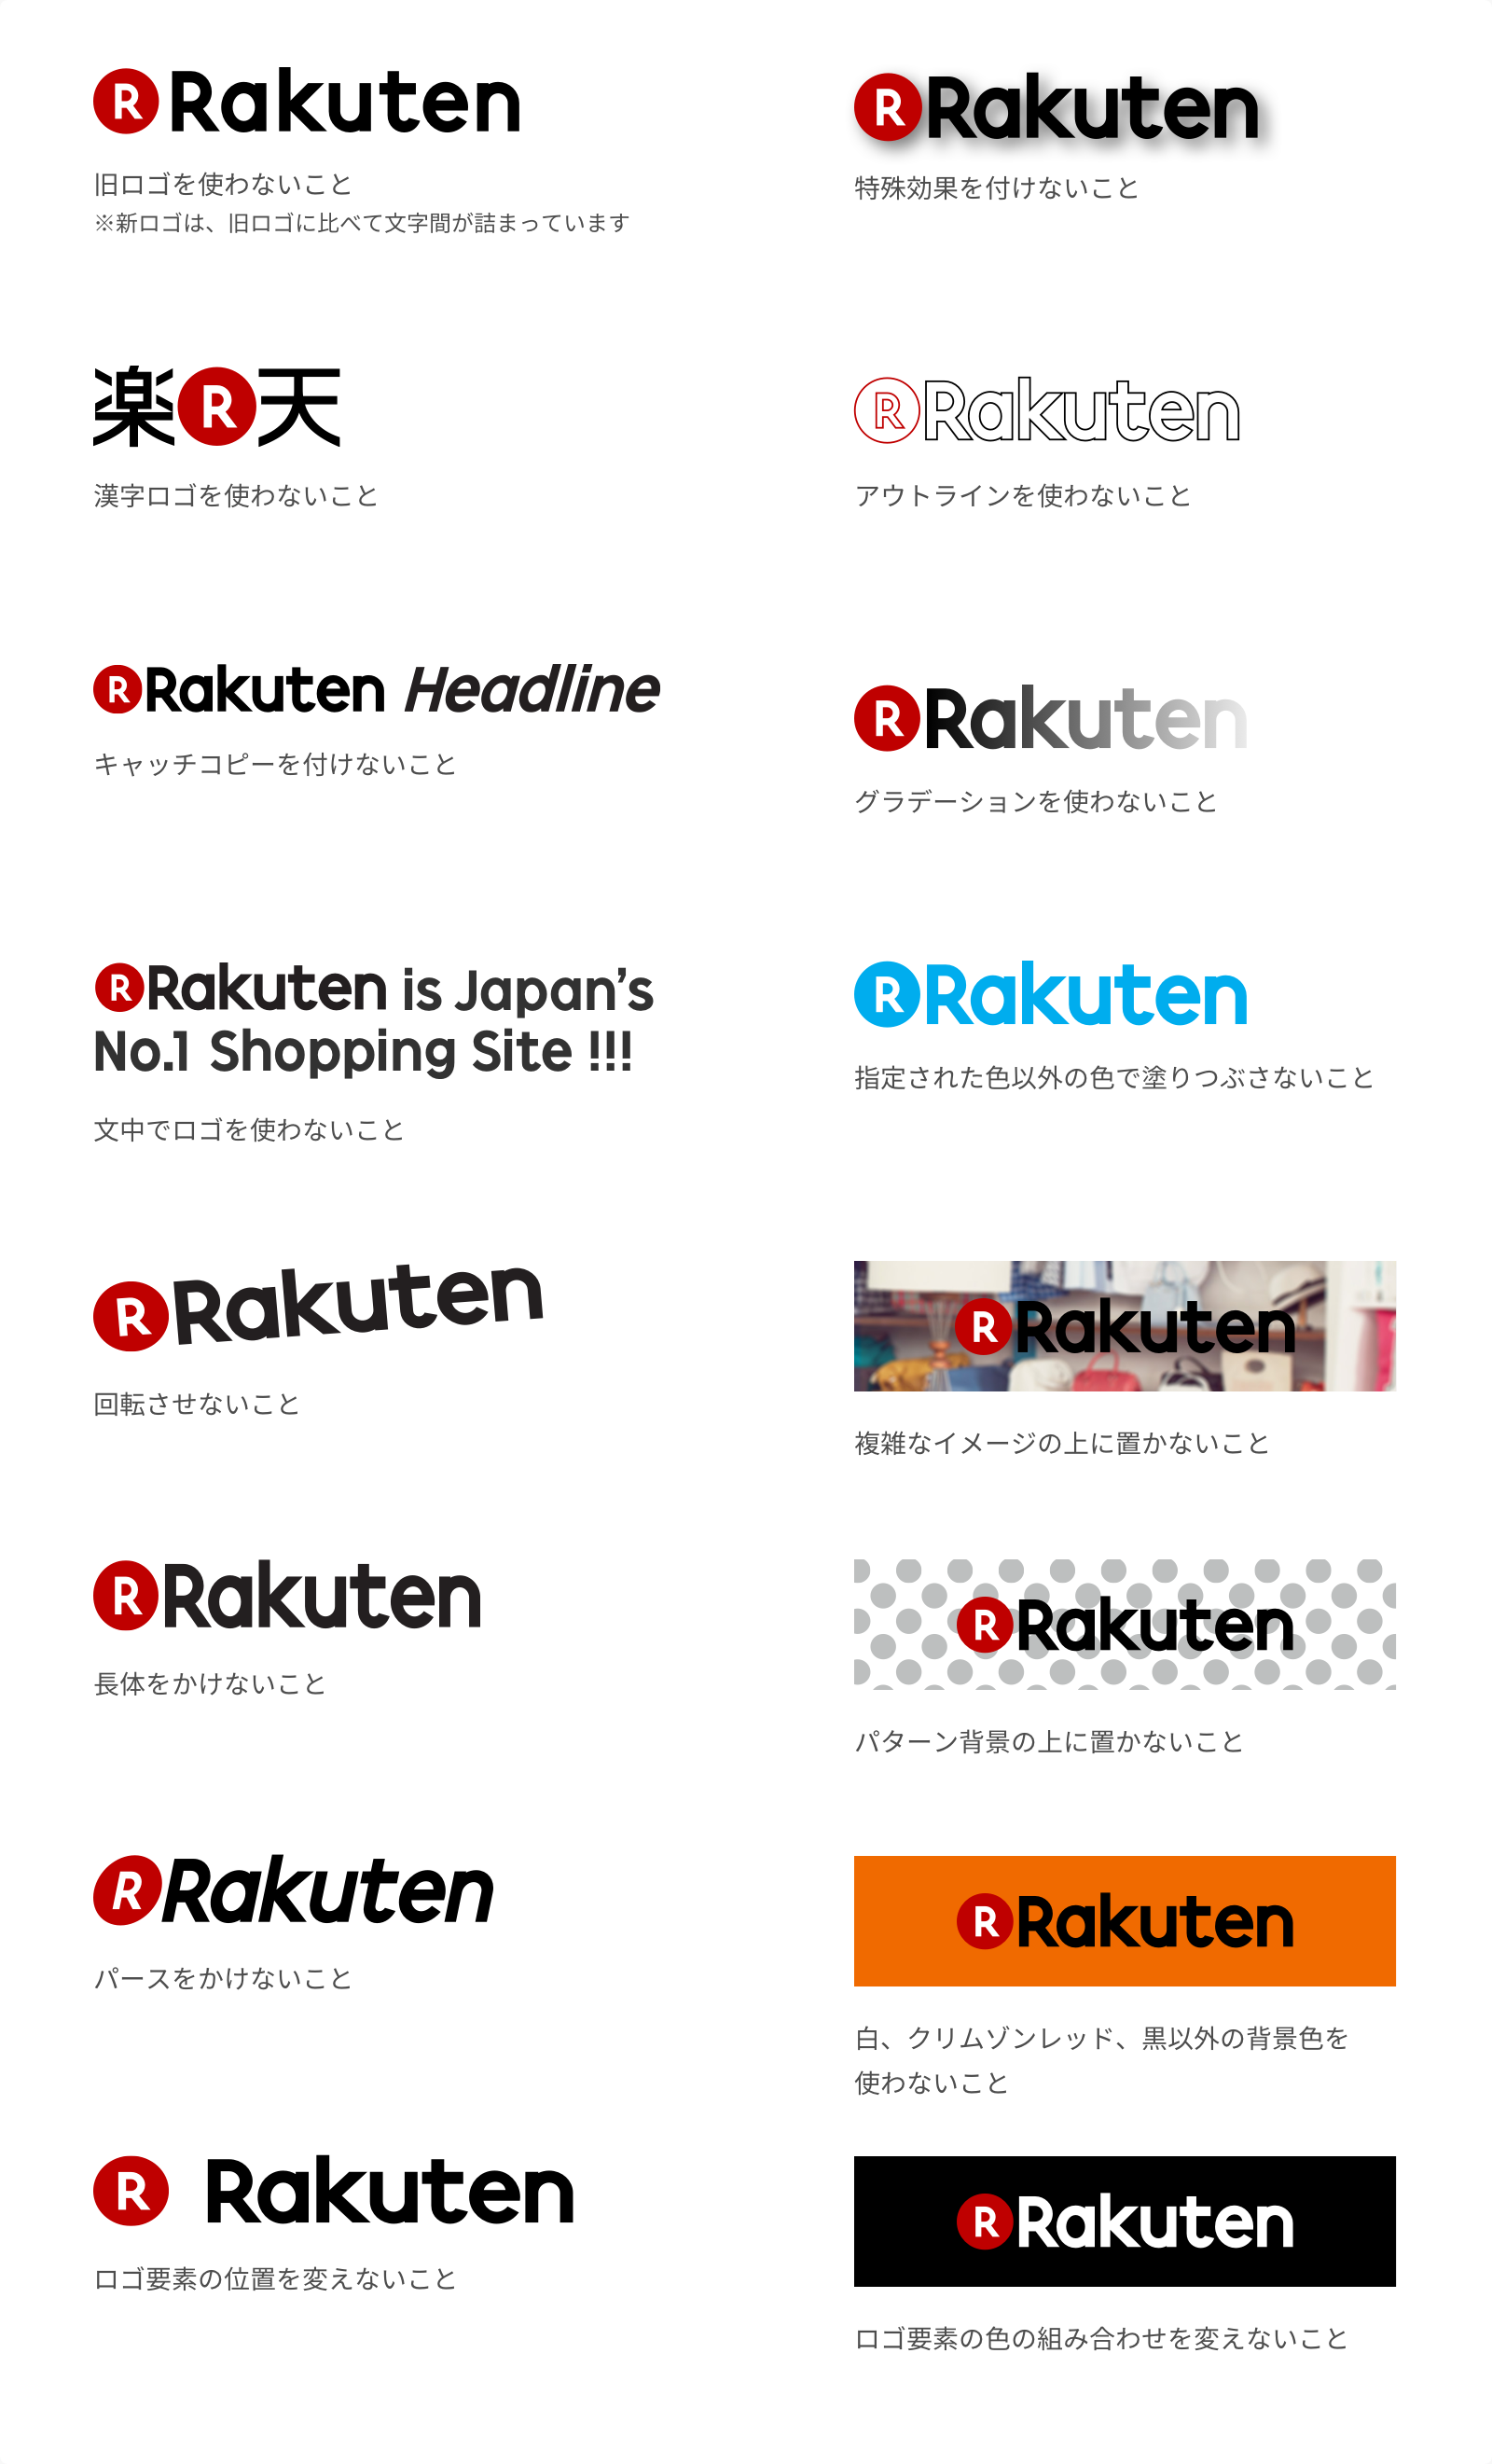 R Rakuten
旧ロゴを使わないこと
※新ロゴは、旧ロゴに比べて文字間が詰まっています
楽R天
漢字ロゴを使わないこと
R Rakuten Headline
キャッチコピーを付けないこと
R Rakuten is Japan’s
No.1 Shopping Site !!!
文中でロゴを使わないこと
R Rakuten
回転させないこと
R Rakuten
長体をかけないこと
R Rakuten
パースをかけないこと
R Rakuten
ロゴ要素の位置を変えないこと
R Rakuten
特殊効果を付けないこと
R Rakuten
アウトラインを使わないこと
R Rakuten
グラデーションを使わないこと
R Rakuten
指定された色以外の色で塗りつぶさないこと
R Rakuten
複雑なイメージの上に置かないこと
R Rakuten
パターン背景の上に置かないこと
R Rakuten
白、クリムゾンレッド、黒以外の背景色を
使わないこと
R Rakuten
ロゴ要素の色の組み合わせを変えないこと